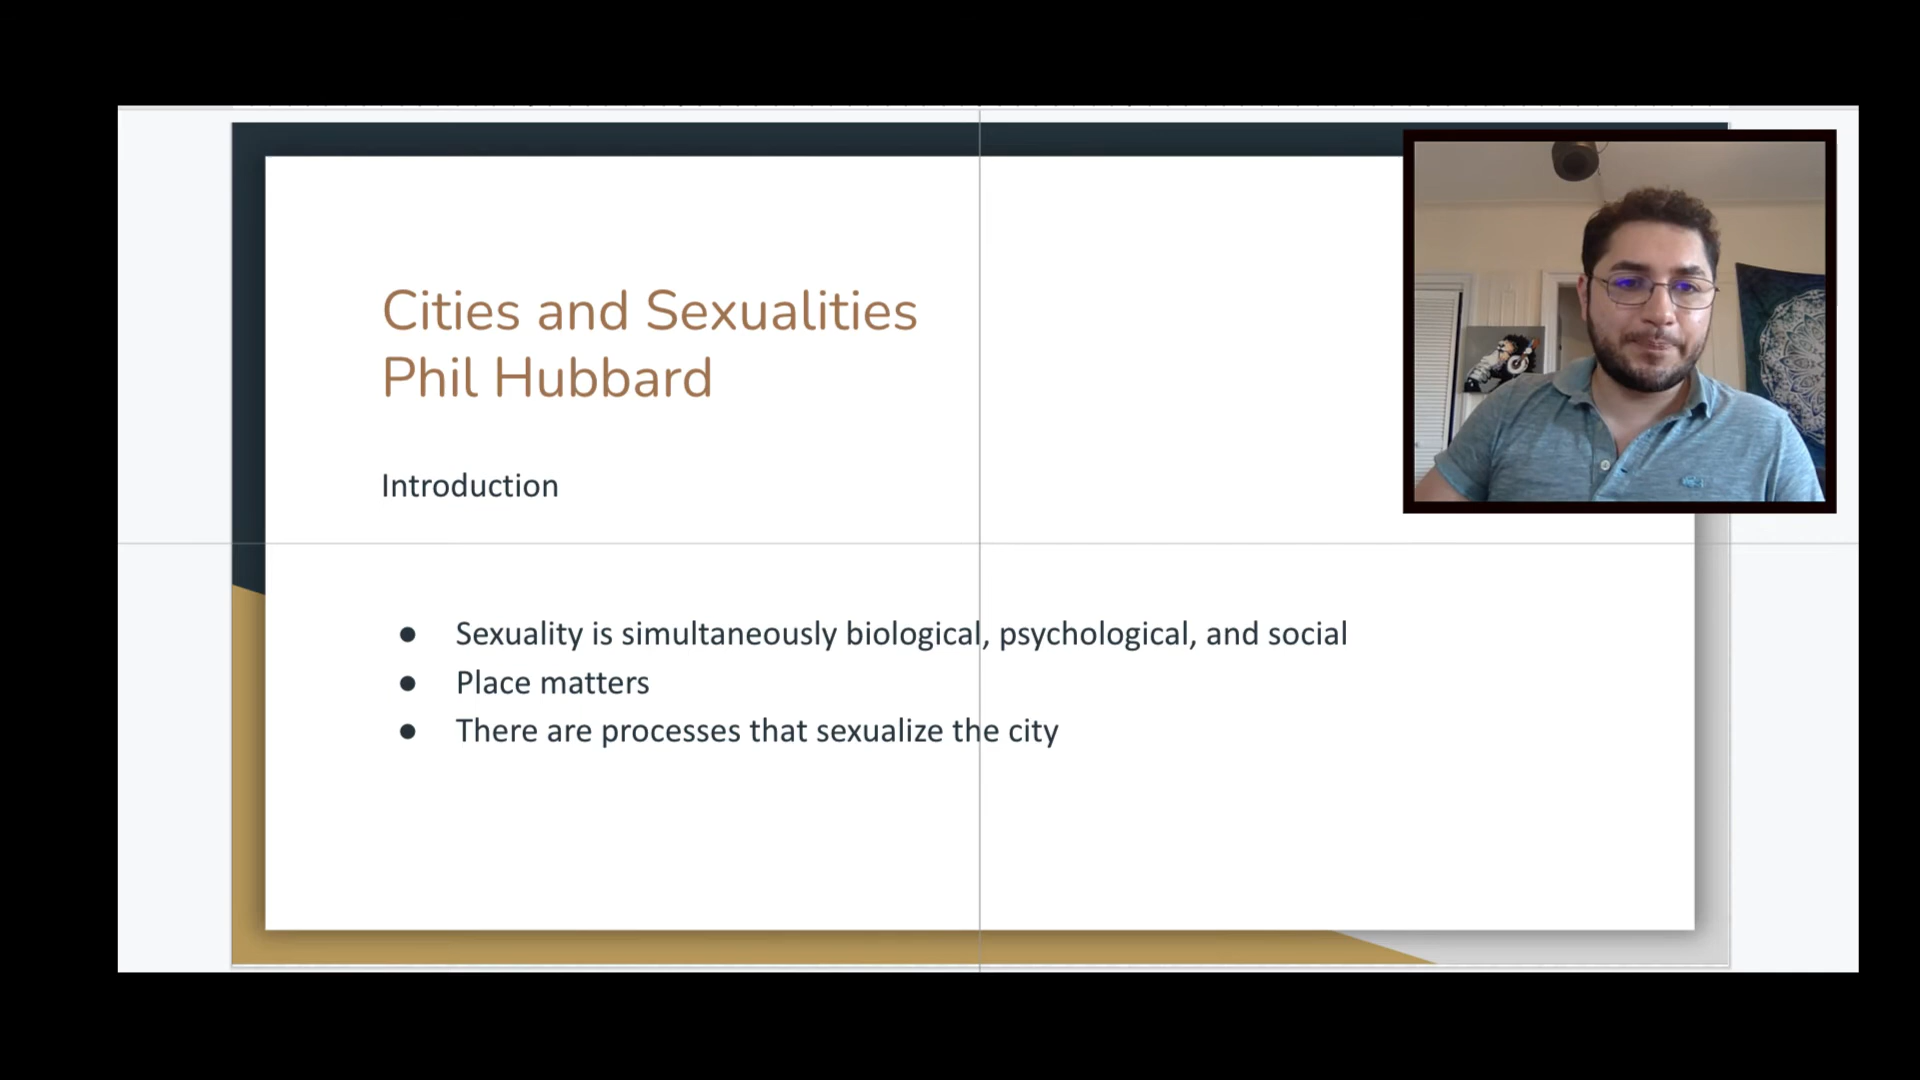 Cities and Sexualities
Phil Hubbard
Introduction
● Sexuality is simultaneously biological, psychological, and social
● Place matters
● There are processes that sexualize the city